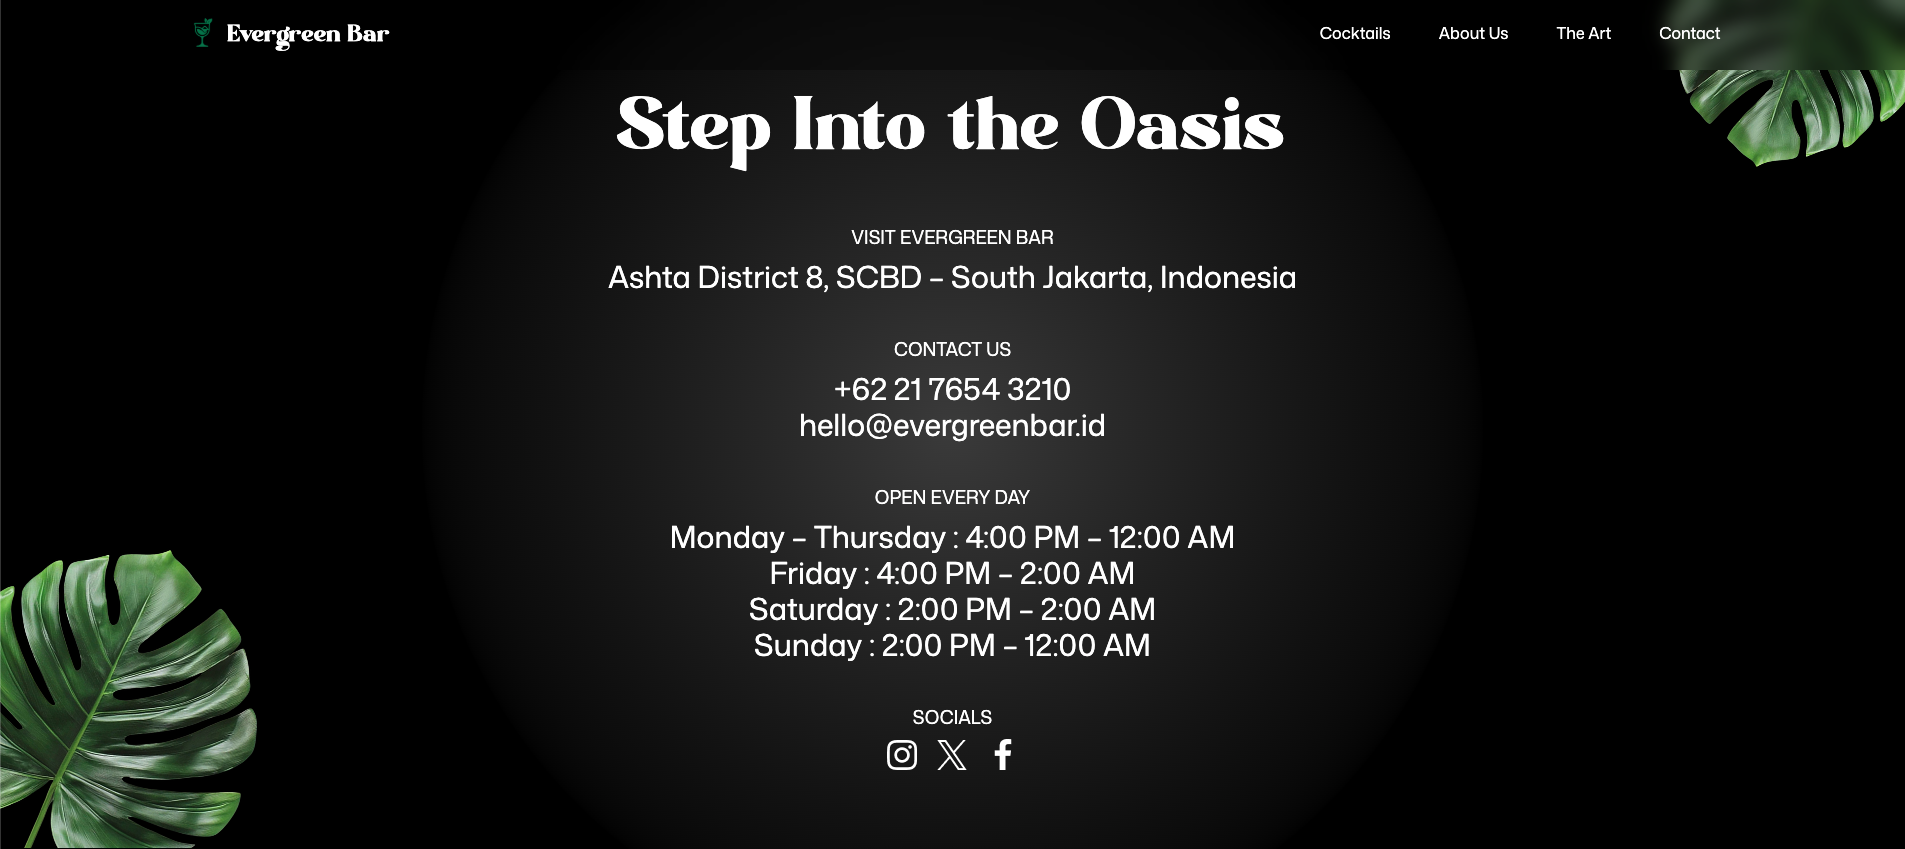 Evergreen Bar
Cocktails
About Us
The Art
Contact
Step Into the Oasis
VISIT EVERGREEN BAR
Ashta District 8, SCBD – South Jakarta, Indonesia
CONTACT US
+62 21 7654 3210
hello@evergreenbar.id
OPEN EVERY DAY
Monday – Thursday : 4:00 PM – 12:00 AM
Friday : 4:00 PM – 2:00 AM
Saturday : 2:00 PM – 2:00 AM
Sunday : 2:00 PM – 12:00 AM
SOCIALS